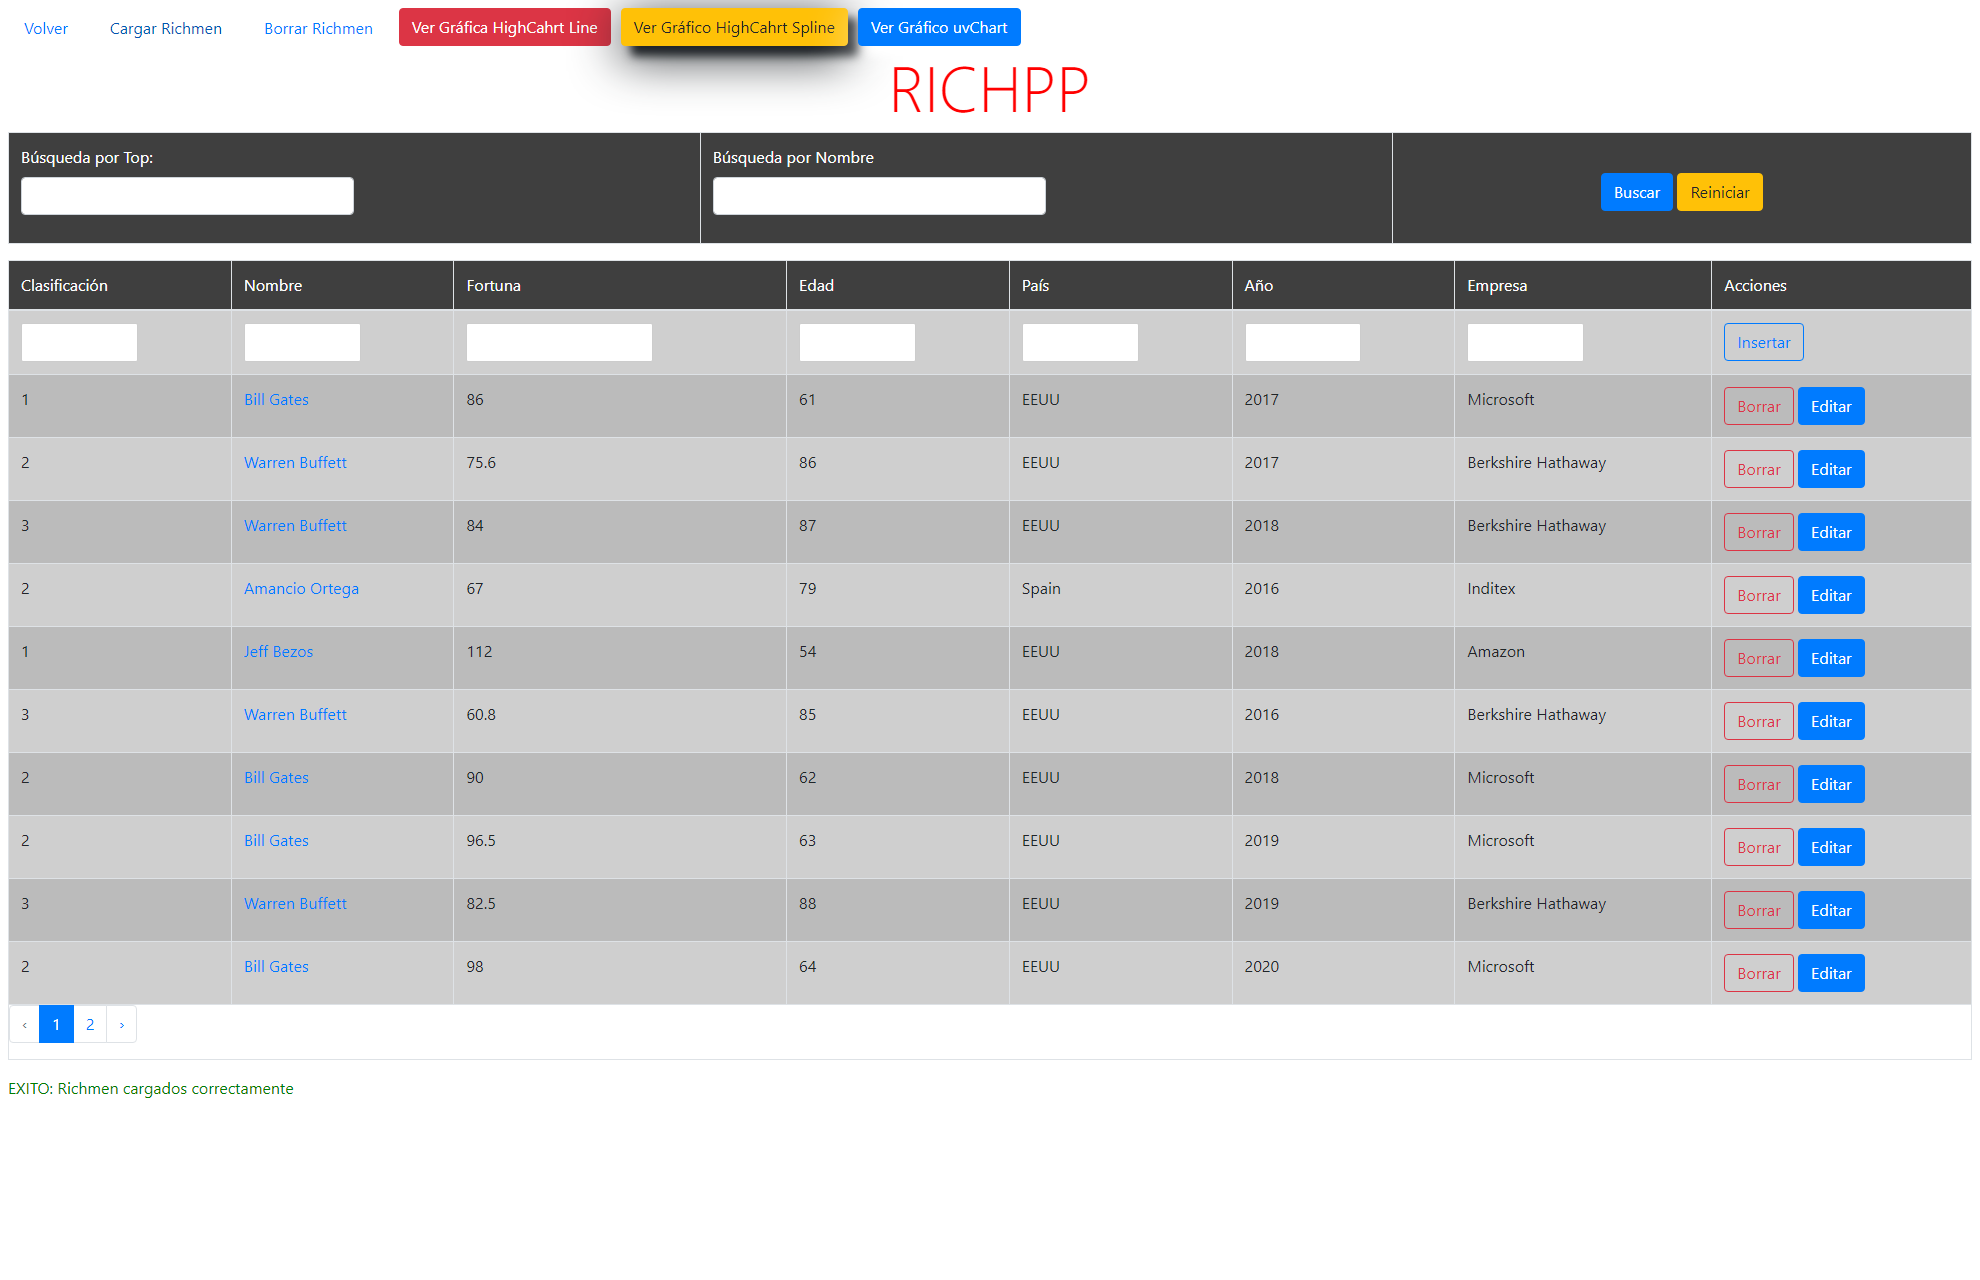 Volver Cargar Richmen Borrar Richmen Ver Gráfica HighCahrt Line Ver Gráfico HighCahrt Spline Ver Gráfico uvChart
RICHPP
Búsqueda por Top: Búsqueda por Nombre
Buscar Reiniciar
Clasificación Nombre Fortuna Edad País Año Empresa Acciones
Insertar
1 Bill Gates 86 61 EEUU 2017 Microsoft Borrar Editar
2 Warren Buffett 75.6 86 EEUU 2017 Berkshire Hathaway Borrar Editar
3 Warren Buffett 84 87 EEUU 2018 Berkshire Hathaway Borrar Editar
2 Amancio Ortega 67 79 Spain 2016 Inditex Borrar Editar
1 Jeff Bezos 112 54 EEUU 2018 Amazon Borrar Editar
3 Warren Buffett 60.8 85 EEUU 2016 Berkshire Hathaway Borrar Editar
2 Bill Gates 90 62 EEUU 2018 Microsoft Borrar Editar
2 Bill Gates 96.5 63 EEUU 2019 Microsoft Borrar Editar
3 Warren Buffett 82.5 88 EEUU 2019 Berkshire Hathaway Borrar Editar
2 Bill Gates 98 64 EEUU 2020 Microsoft Borrar Editar
‹ 1 2 ›
EXITO: Richmen cargados correctamente